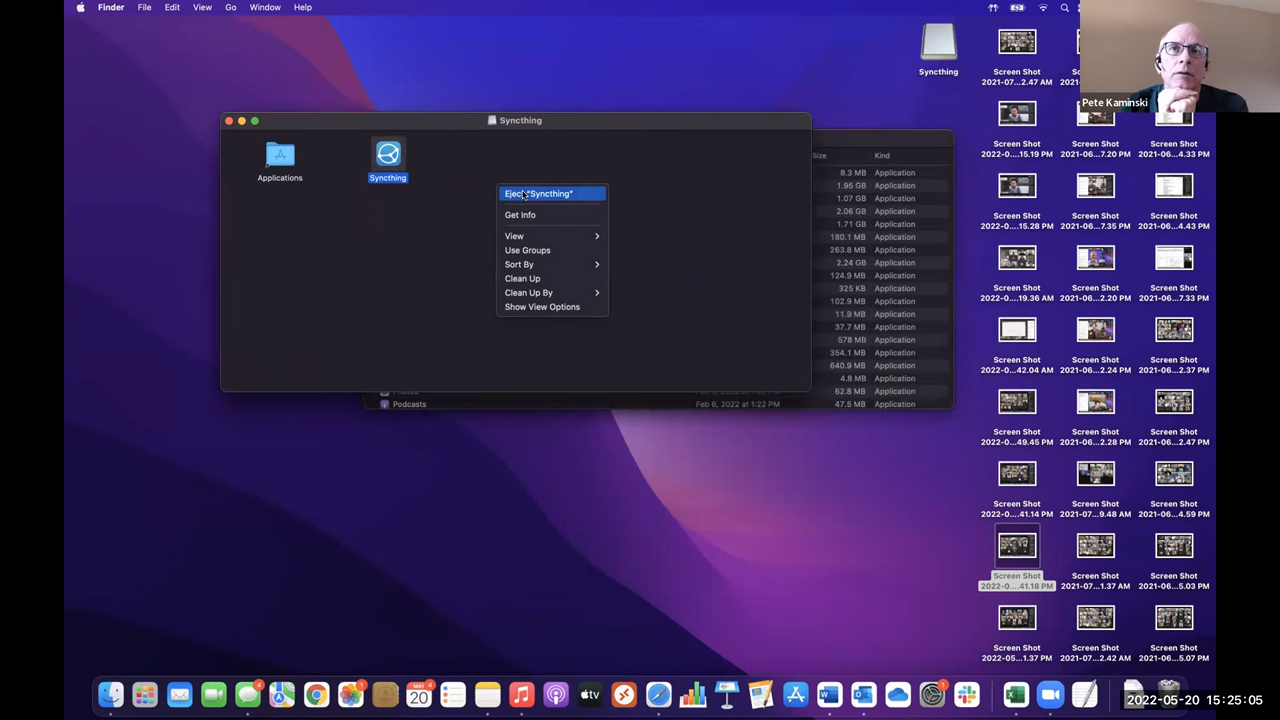 Finder File Edit View Go Window Help
Syncthing
Pete Kaminski
Syncthing
Applications
Syncthing
Eject "Syncthing"
Get Info
View
Use Groups
Sort By
Clean Up
Clean Up By
Show View Options
Size Kind
8.3 MB Application
1.95 GB Application
1.07 GB Application
2.06 GB Application
1.71 GB Application
180.1 MB Application
263.8 MB Application
2.24 GB Application
124.9 MB Application
325 KB Application
102.9 MB Application
11.9 MB Application
37.7 MB Application
578 MB Application
354.1 MB Application
640.9 MB Application
4.8 MB Application
62.8 MB Application
Podcasts Feb 6, 2022 at 1:22 PM 47.5 MB Application
Screen Shot
2021-07...2.47 AM
Screen Shot Screen Shot Screen Shot
2022-0....15.19 PM 2021-06...7.20 PM 2021-06...4.33 PM
Screen Shot Screen Shot Screen Shot
2022-0....15.28 PM 2021-06...7.35 PM 2021-06...4.43 PM
Screen Shot Screen Shot Screen Shot
2022-0....19.36 AM 2021-06...2.20 PM 2021-06...7.33 PM
Screen Shot Screen Shot Screen Shot
2022-0....42.04 AM 2021-06...2.24 PM 2021-06...2.37 PM
Screen Shot Screen Shot Screen Shot
2022-0....49.45 PM 2021-06...2.28 PM 2021-06...2.47 PM
Screen Shot Screen Shot Screen Shot
2022-0....41.14 PM 2021-07...9.48 AM 2021-06...4.59 PM
Screen Shot Screen Shot Screen Shot
2022-0....41.18 PM 2021-07...1.37 AM 2021-06...5.03 PM
Screen Shot Screen Shot Screen Shot
2022-05...1.37 PM 2021-07...2.42 AM 2021-06...5.07 PM
MAY
20
tv
2022-05-20 15:25:05